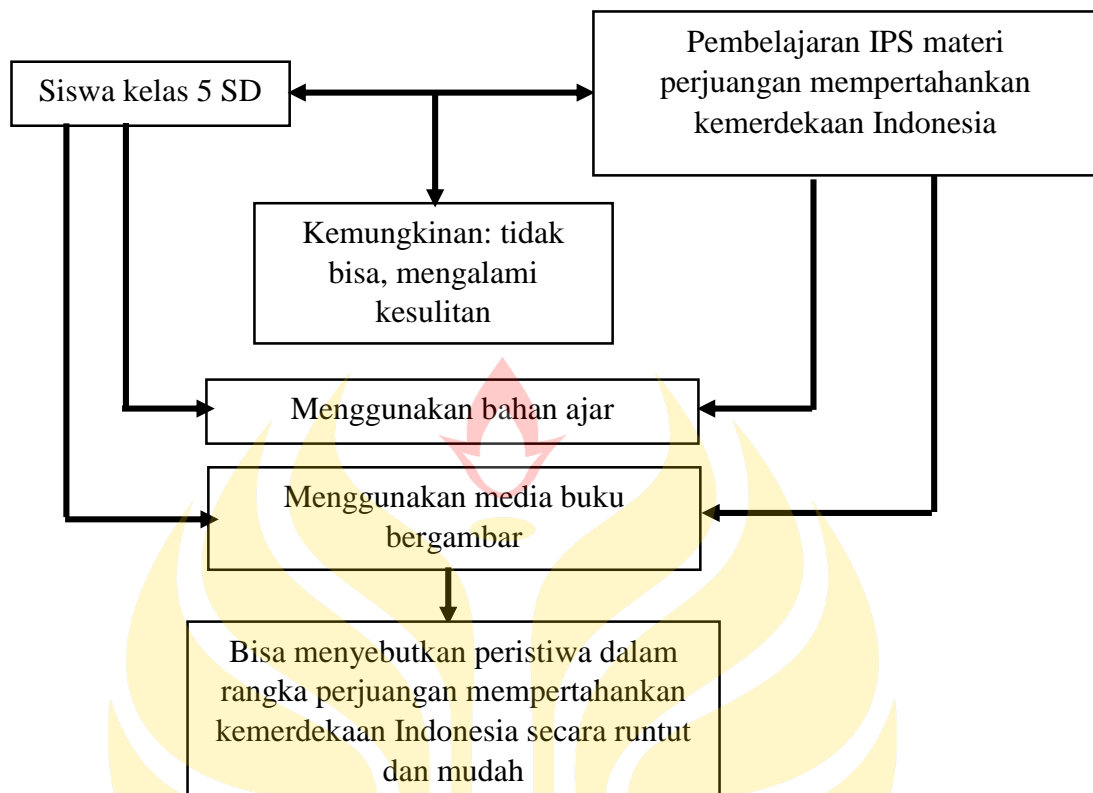 Siswa kelas 5 SD
Pembelajaran IPS materi
perjuangan mempertahankan
kemerdekaan Indonesia
Kemungkinan: tidak
bisa, mengalami
kesulitan
Menggunakan bahan ajar
Menggunakan media buku
bergambar
Bisa menyebutkan peristiwa dalam
rangka perjuangan mempertahankan
kemerdekaan Indonesia secara runtut
dan mudah